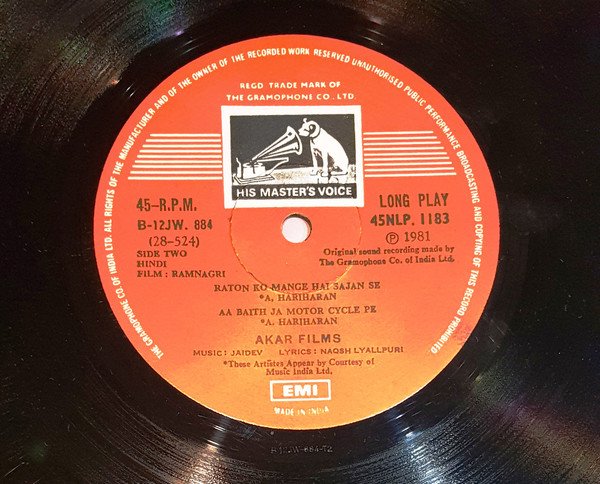 ALL RIGHTS OF THE MANUFACTURER AND OF THE OWNER OF THE RECORDED WORK RESERVED UNAUTHORISED PUBLIC PERFORMANCE BROADCASTING AND COPYING OF THIS RECORD PROHIBITED
THE GRAMOPHONE CO. OF INDIA LTD.
REGD. TRADE MARK OF
THE GRAMOPHONE CO., LTD.
HIS MASTER'S VOICE
45-R.P.M.
B-12JW. 884
(28-524)
SIDE TWO
HINDI
FILM : RAMNAGRI
LONG PLAY
45NLP. 1183
Ⓟ 1981
Original sound recording made by
The Gramophone Co. of India Ltd.
RATON KO MANGE HAI SAJAN SE
*A. HARIHARAN
AA BAITH JA MOTOR CYCLE PE
*A. HARIHARAN
AKAR FILMS
MUSIC : JAIDEV LYRICS : NAQSH LYALLPURI
*These Artistes Appear by Courtesy of
Music India Ltd.
EMI
MADE IN INDIA